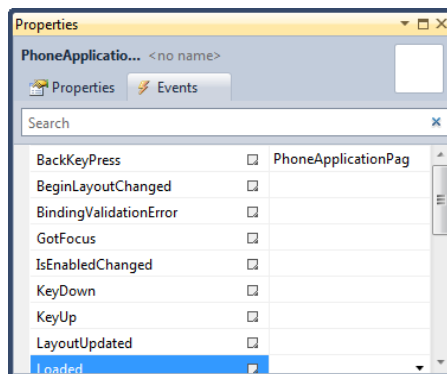 Properties
PhoneApplicatio... <no name>
Properties Events
Search
BackKeyPress PhoneApplicationPag
BeginLayoutChanged
BindingValidationError
GotFocus
IsEnabledChanged
KeyDown
KeyUp
LayoutUpdated
Loaded